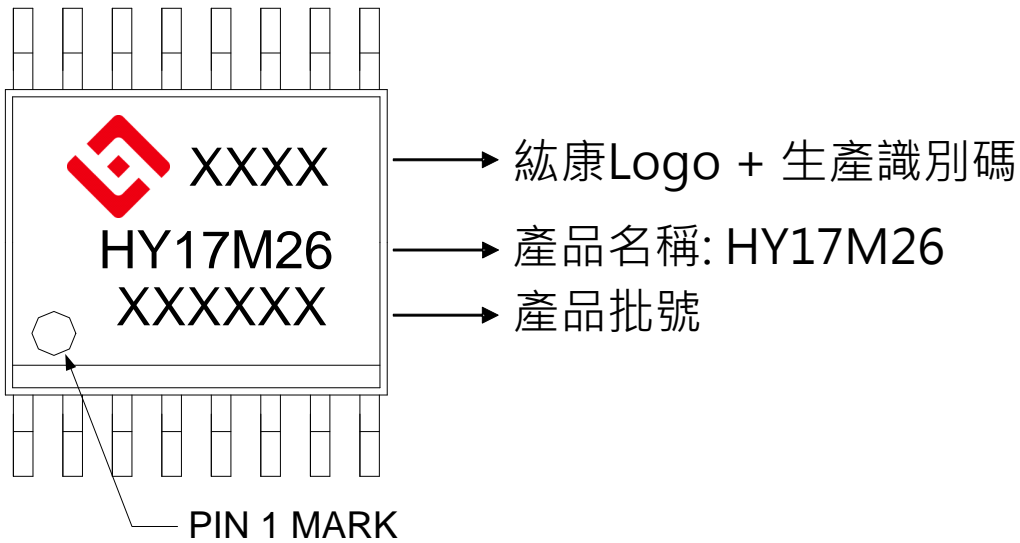 XXXX
紘康Logo + 生產識別碼
HY17M26
產品名稱: HY17M26
XXXXXX
產品批號
PIN 1 MARK